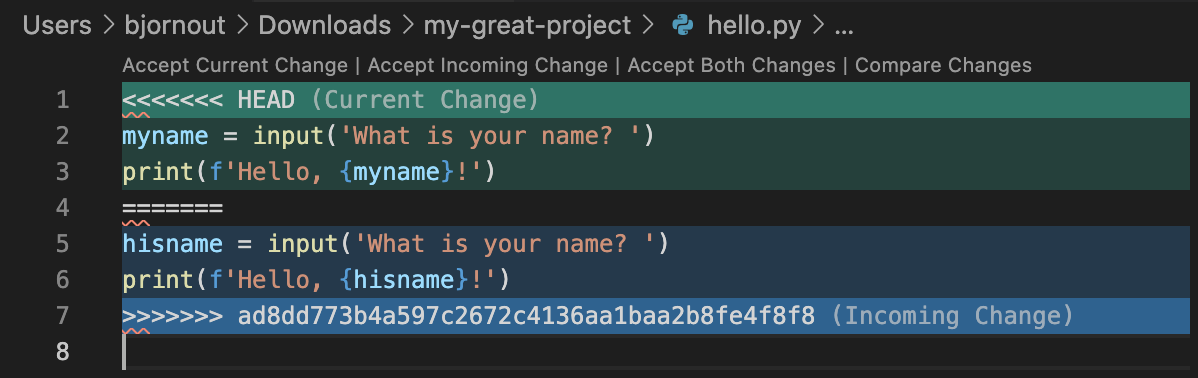 Users > bjornout > Downloads > my-great-project > hello.py > ...
Accept Current Change | Accept Incoming Change | Accept Both Changes | Compare Changes
1 <<<<<<< HEAD (Current Change)
2 myname = input('What is your name? ')
3 print(f'Hello, {myname}!')
4 =======
5 hisname = input('What is your name? ')
6 print(f'Hello, {hisname}!')
7 >>>>>>> ad8dd773b4a597c2672c4136aa1baa2b8fe4f8f8 (Incoming Change)
8